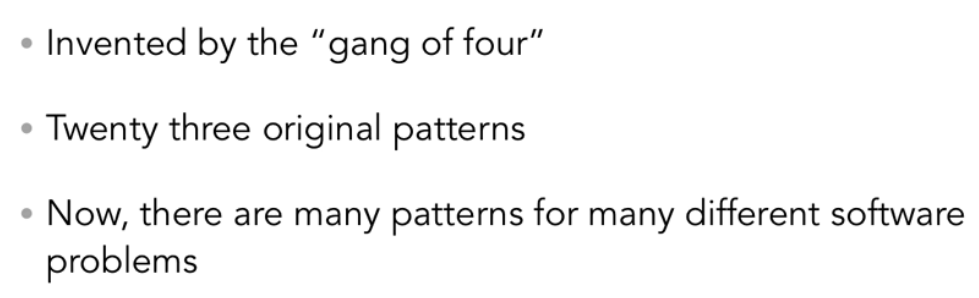 • Invented by the “gang of four”
• Twenty three original patterns
• Now, there are many patterns for many different software
problems